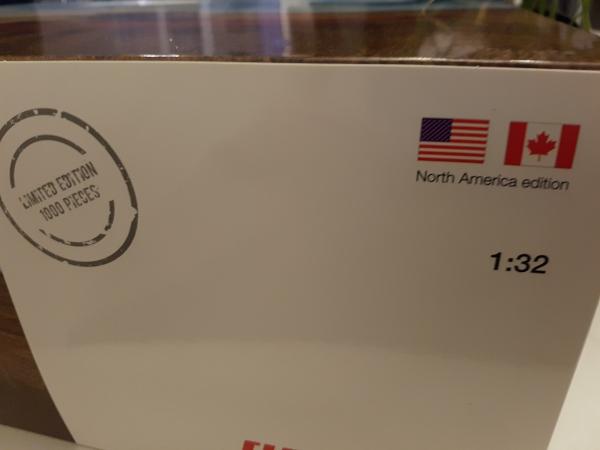 LIMITED EDITION
1000 PIECES
North America edition
1:32